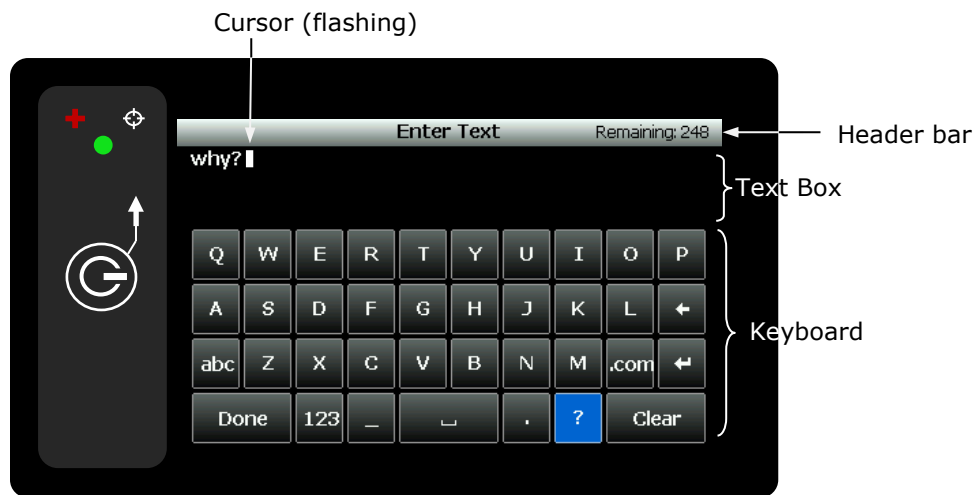 Cursor (flashing)
Enter Text Remaining: 248 Header bar
why?
Text Box
Q W E R T Y U I O P
A S D F G H J K L ←
Keyboard
abc Z X C V B N M .com ↵
Done 123 _ ⎵ . ? Clear